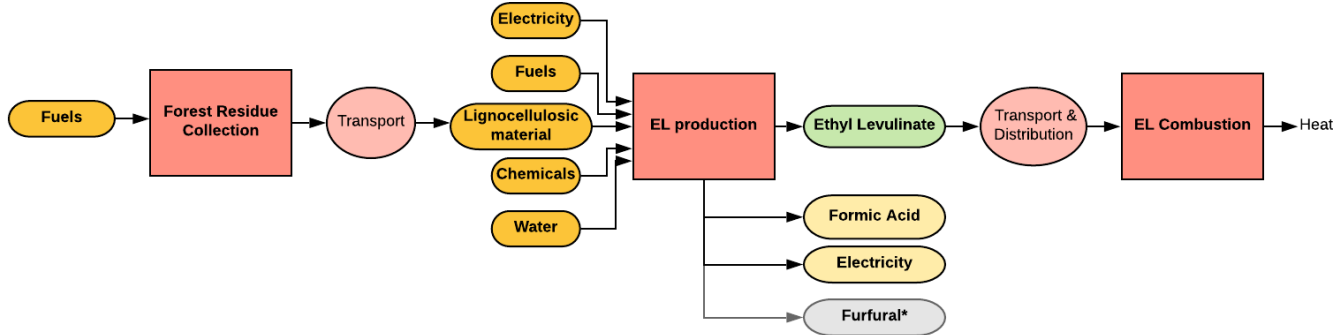 Fuels
Forest Residue
Collection
Transport
Electricity
Fuels
Lignocellulosic
material
Chemicals
Water
EL production
Ethyl Levulinate
Formic Acid
Electricity
Furfural*
Transport &
Distribution
EL Combustion
Heat